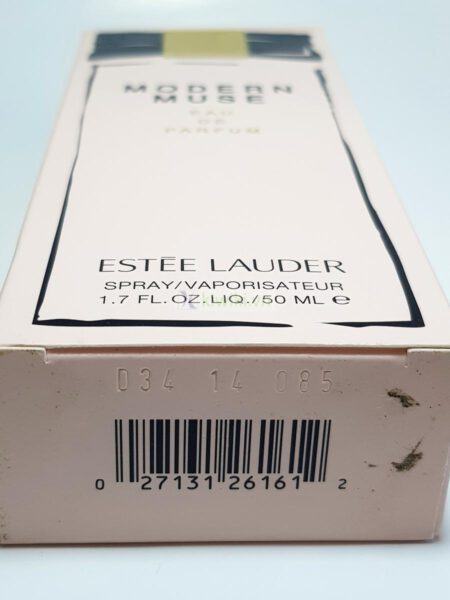 MODERN
MUSE
EAU
DE
PARFUM
ESTĒE LAUDER
SPRAY/VAPORISATEUR
1.7 FL.OZ.LIQ./50 ML ℮
D34 14 085
0 27131 26161 2